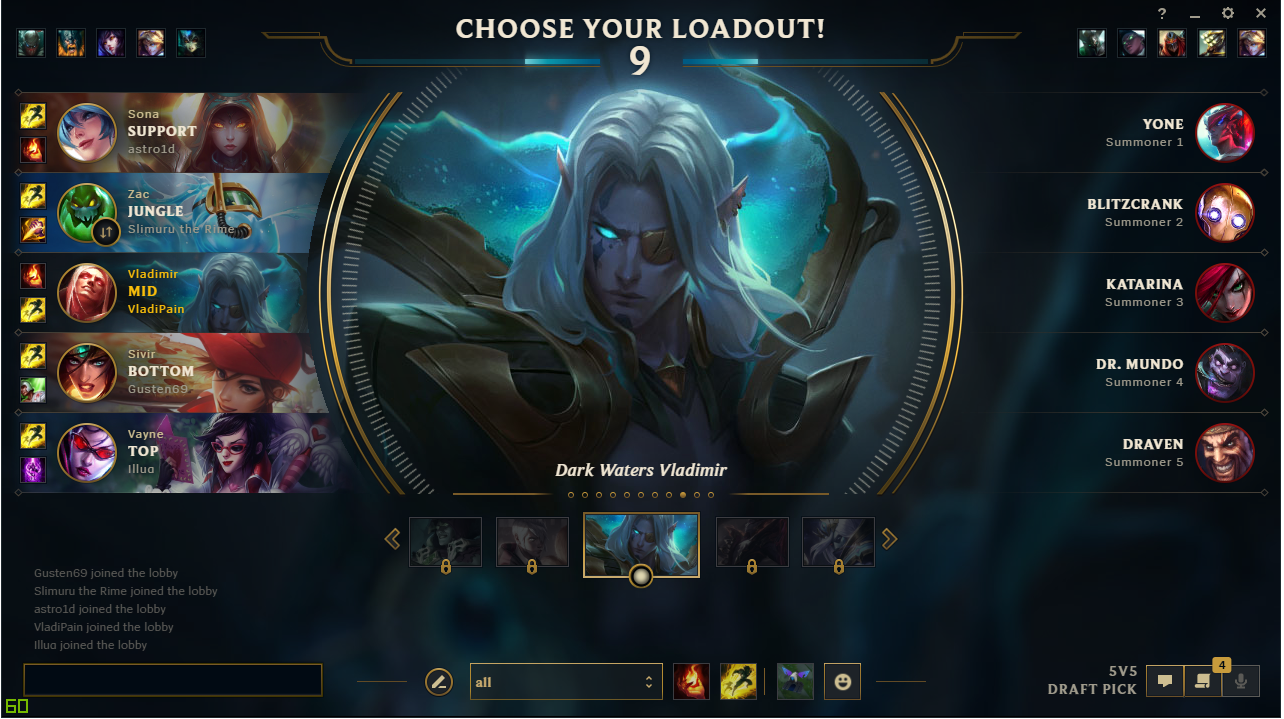 CHOOSE YOUR LOADOUT!
9
?
Sona
SUPPORT
astro1d
Zac
JUNGLE
Slimuru the Rime
Vladimir
MID
VladiPain
Sivir
BOTTOM
Gusten69
Vayne
TOP
Illuα
YONE
Summoner 1
BLITZCRANK
Summoner 2
KATARINA
Summoner 3
DR. MUNDO
Summoner 4
DRAVEN
Summoner 5
Dark Waters Vladimir
Gusten69 joined the lobby
Slimuru the Rime joined the lobby
astro1d joined the lobby
VladiPain joined the lobby
Illuα joined the lobby
all
5V5
DRAFT PICK
4
60